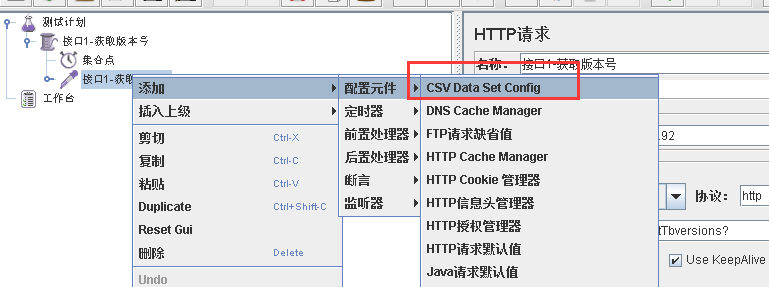 测试计划
接口1-获取版本号
集合点
接口1-获取
工作台
HTTP请求
名称: 接口1-获取版本号
.92
协议: http
tTbversions?
Use KeepAlive
添加
插入上级
剪切 Ctrl-X
复制 Ctrl-C
粘贴 Ctrl-V
Duplicate Ctrl+Shift-C
Reset Gui
删除 Delete
Undo
配置元件
定时器
前置处理器
后置处理器
断言
监听器
CSV Data Set Config
DNS Cache Manager
FTP请求缺省值
HTTP Cache Manager
HTTP Cookie 管理器
HTTP信息头管理器
HTTP授权管理器
HTTP请求默认值
Java请求默认值